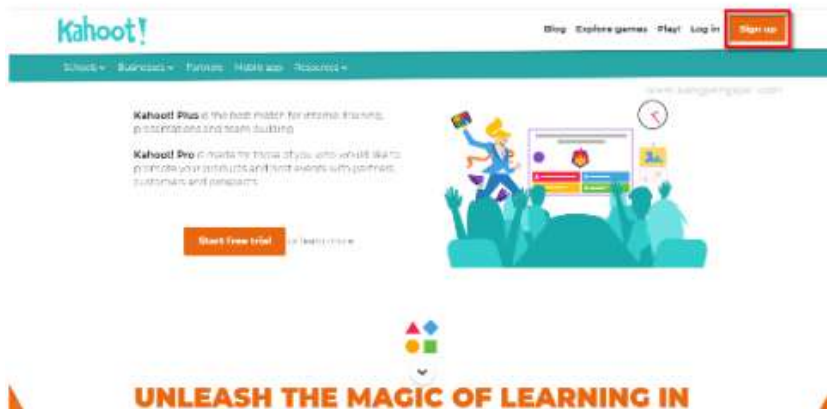 Kahoot!
Blog Explore games Play! Log in Sign up
Schools Businesses Partners Mobile app Resources
Kahoot! Plus is the best match for internal training,
presentations and team building
Kahoot! Pro is made for those of you who would like to
promote your products and host events with partners
customers and prospects
Start free trial or learn more
UNLEASH THE MAGIC OF LEARNING IN